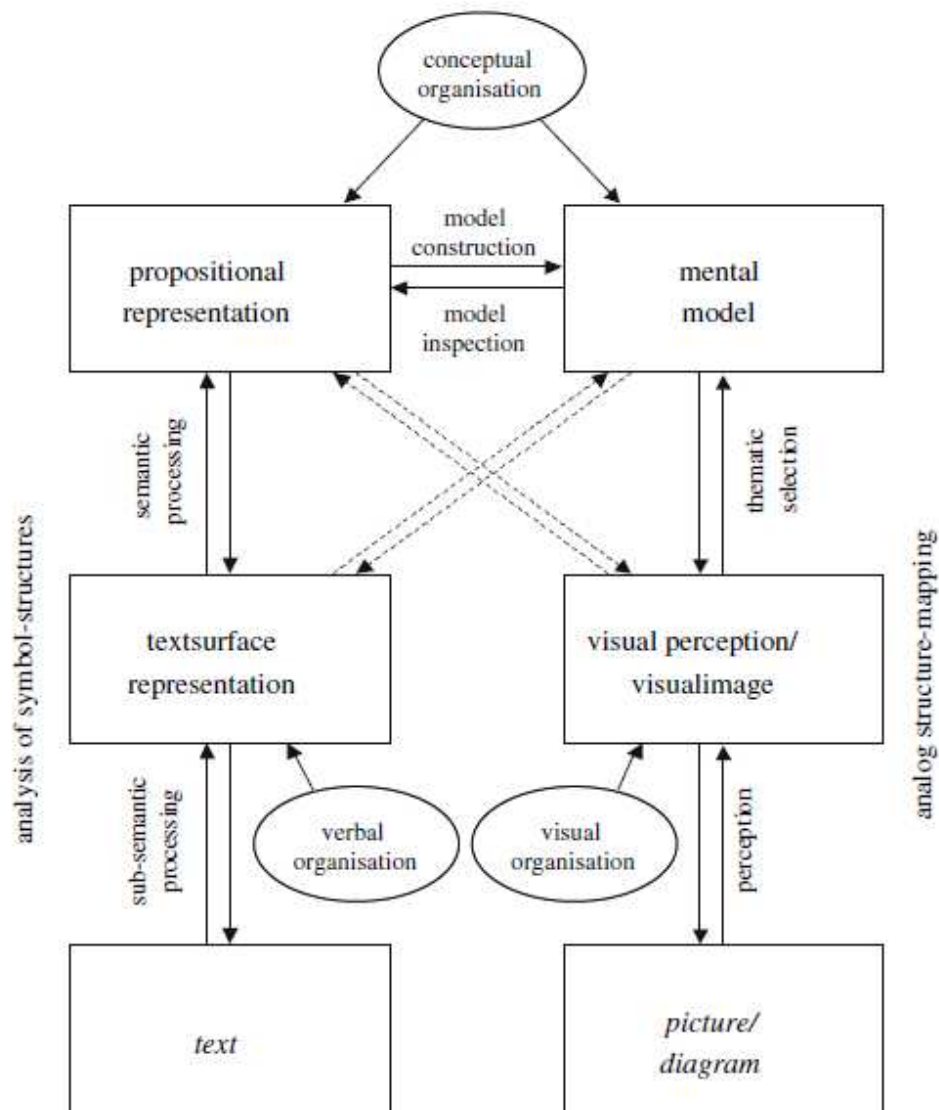 conceptual
organisation
propositional
representation
model
construction
model
inspection
mental
model
semantic
processing
thematic
selection
analysis of symbol-structures
analog structure-mapping
textsurface
representation
visual perception/
visualimage
sub-semantic
processing
verbal
organisation
visual
organisation
perception
text
picture/
diagram